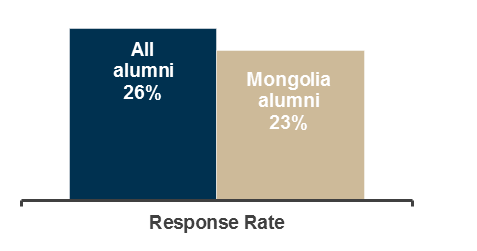 All
alumni
26%
Mongolia
alumni
23%
Response Rate